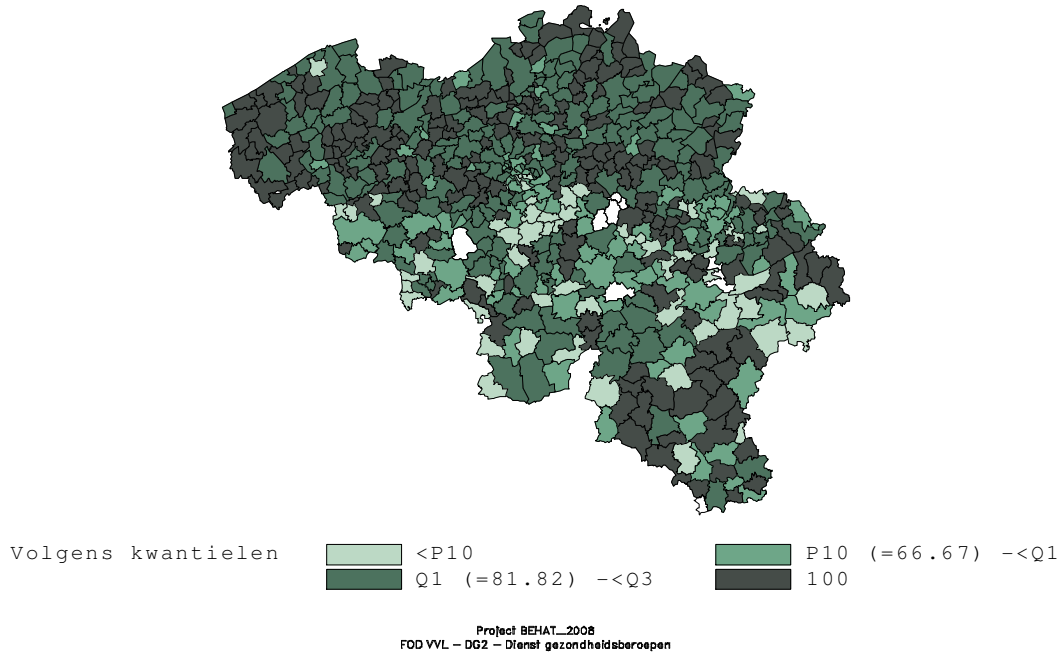 Volgens kwantielen
<P10
P10 (=66.67) -<Q1
Q1 (=81.82) -<Q3
100
Project BEHAT_2008
FOD VVL - DG2 - Dienst gezondheidsberoepen